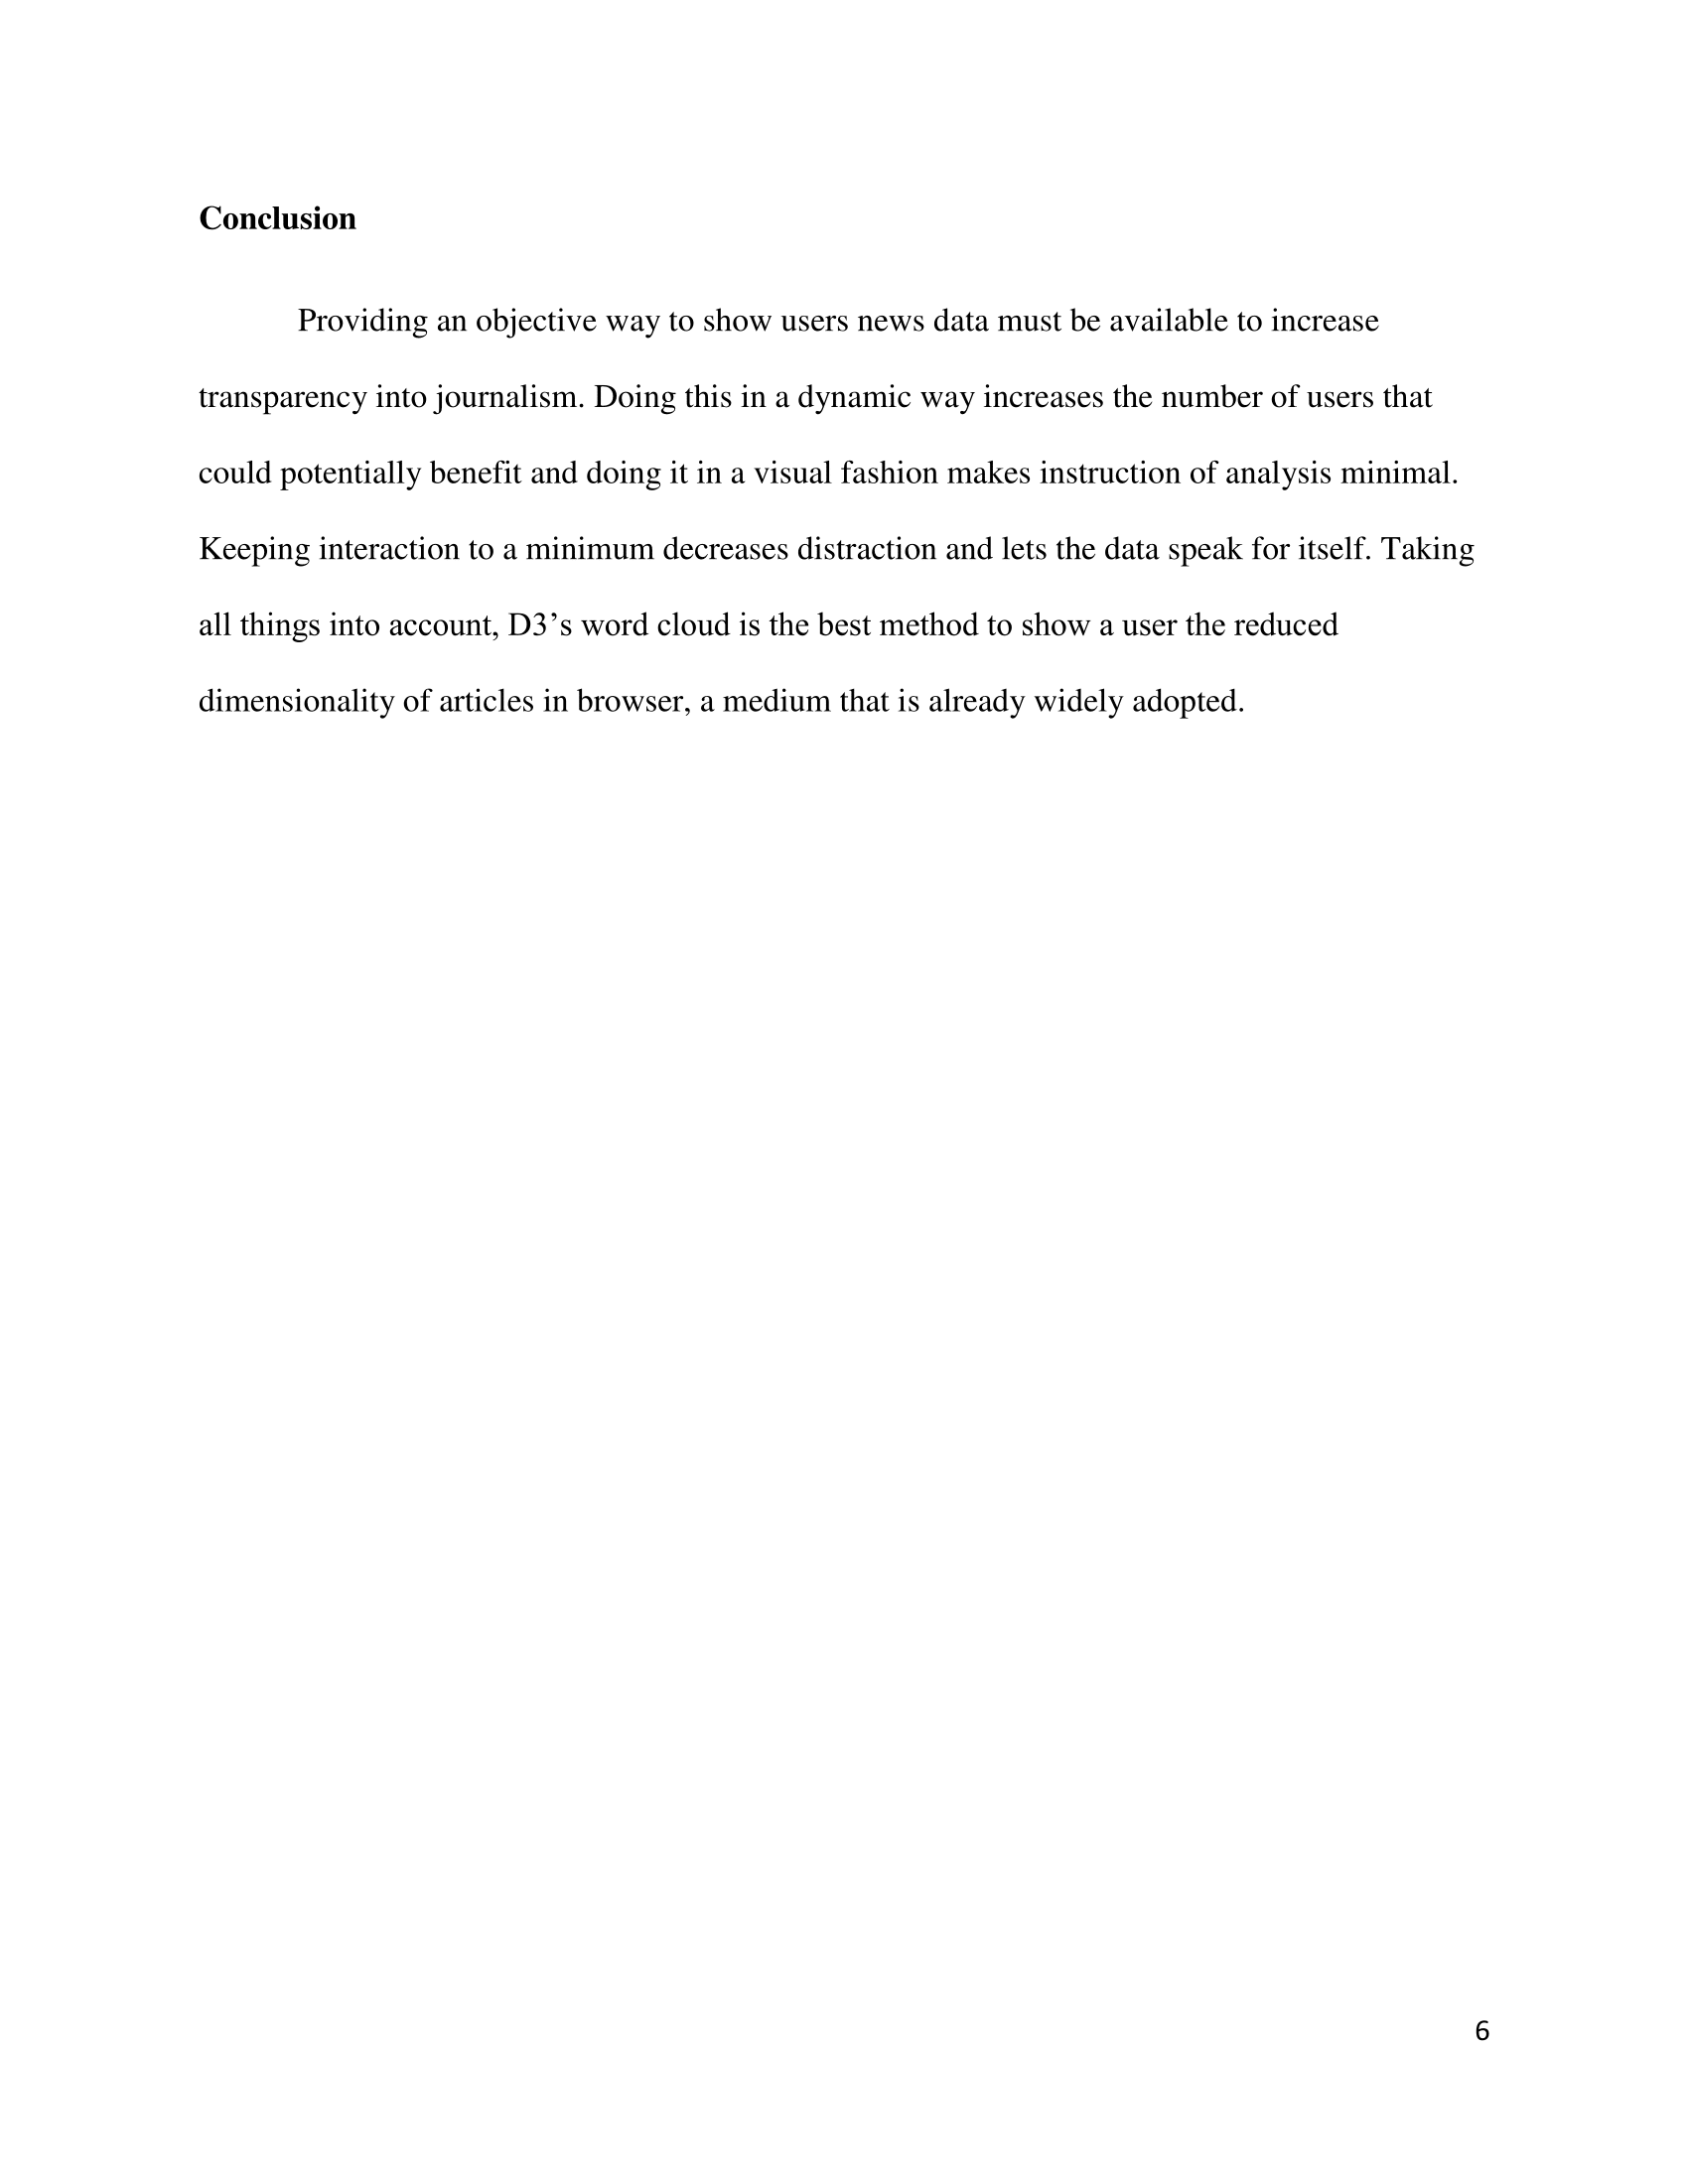 Conclusion
Providing an objective way to show users news data must be available to increase
transparency into journalism. Doing this in a dynamic way increases the number of users that
could potentially benefit and doing it in a visual fashion makes instruction of analysis minimal.
Keeping interaction to a minimum decreases distraction and lets the data speak for itself. Taking
all things into account, D3’s word cloud is the best method to show a user the reduced
dimensionality of articles in browser, a medium that is already widely adopted.
6